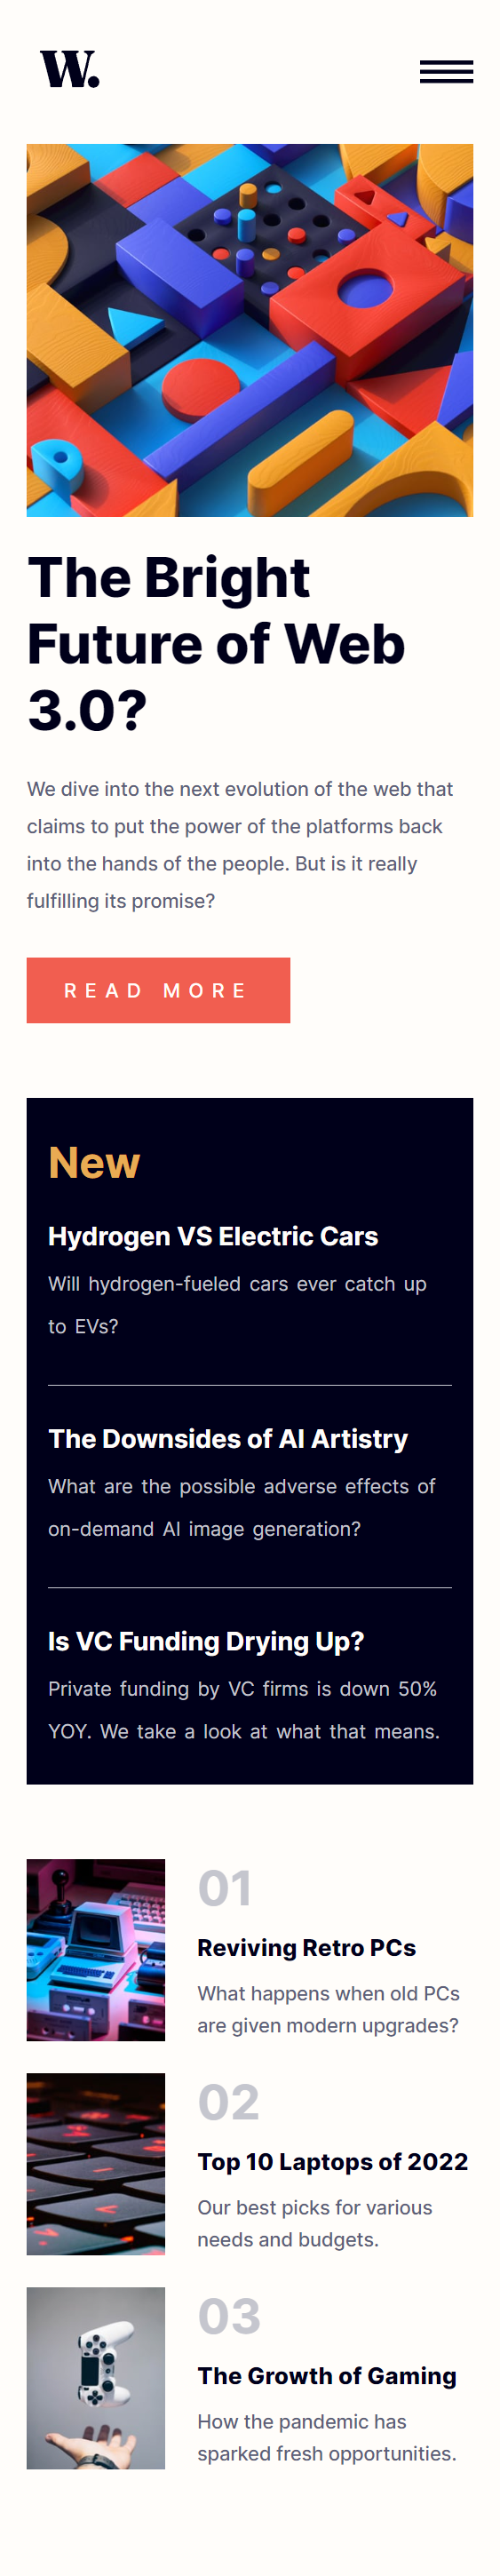 W.
The Bright
Future of Web
3.0?
We dive into the next evolution of the web that
claims to put the power of the platforms back
into the hands of the people. But is it really
fulfilling its promise?
READ MORE
New
Hydrogen VS Electric Cars
Will hydrogen-fueled cars ever catch up
to EVs?
The Downsides of AI Artistry
What are the possible adverse effects of
on-demand AI image generation?
Is VC Funding Drying Up?
Private funding by VC firms is down 50%
YOY. We take a look at what that means.
01
Reviving Retro PCs
What happens when old PCs
are given modern upgrades?
02
Top 10 Laptops of 2022
Our best picks for various
needs and budgets.
03
The Growth of Gaming
How the pandemic has
sparked fresh opportunities.